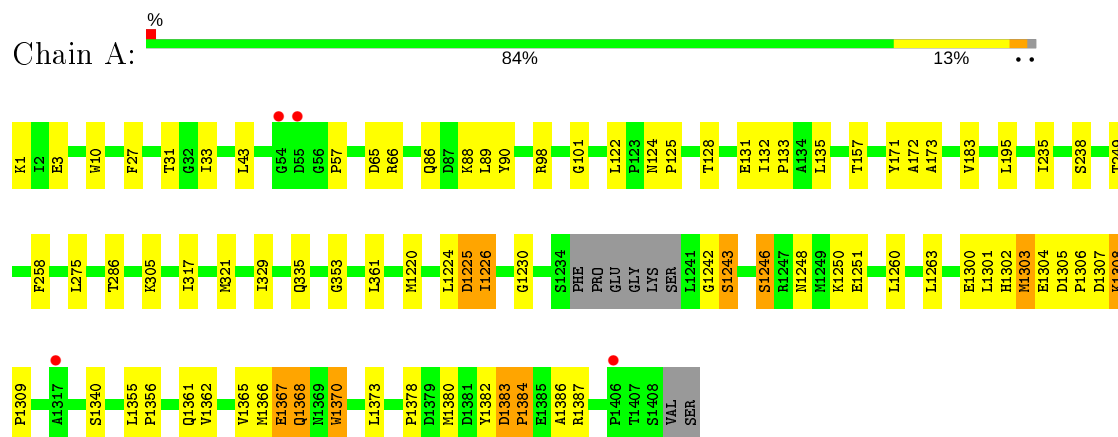 %
Chain A:
84% 13% • •
K1 I2 E3 W10 F27 T31 G32 I33 L43 G54 D55 G56 P57 D65 R66 Q86 D87 K88 L89 Y90 R98 G101 L122 P123 N124 P125 T128 E131 I132 P133 A134 L135 T157 Y171 A172 A173 V183 L195 I235 S238 T249
F258 L275 T286 K305 I317 M321 I329 Q335 G353 L361 M1220 L1224 D1225 I1226 G1230 S1234 PHE PRO GLU GLY LYS SER L1241 G1242 S1243 S1246 R1247 N1248 M1249 K1250 E1251 L1260 L1263 E1300 L1301 H1302 M1303 E1304 D1305 P1306 D1307 K1308
P1309 A1317 S1340 L1355 P1356 Q1361 V1362 V1365 M1366 E1367 Q1368 N1369 W1370 L1373 P1378 D1379 M1380 D1381 Y1382 D1383 P1384 E1385 A1386 R1387 P1406 T1407 S1408 VAL SER